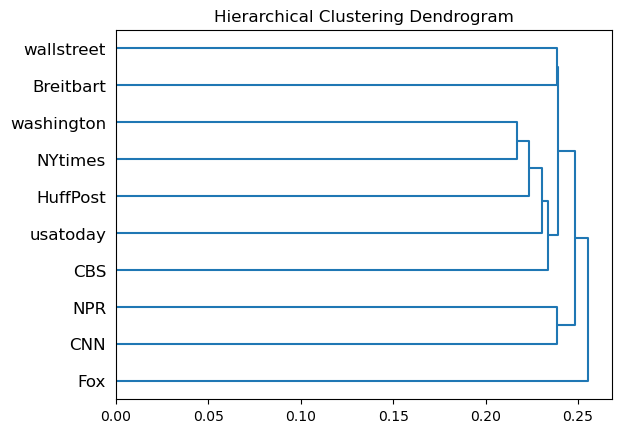 Hierarchical Clustering Dendrogram
wallstreet
Breitbart
washington
NYtimes
HuffPost
usatoday
CBS
NPR
CNN
Fox
0.00 0.05 0.10 0.15 0.20 0.25